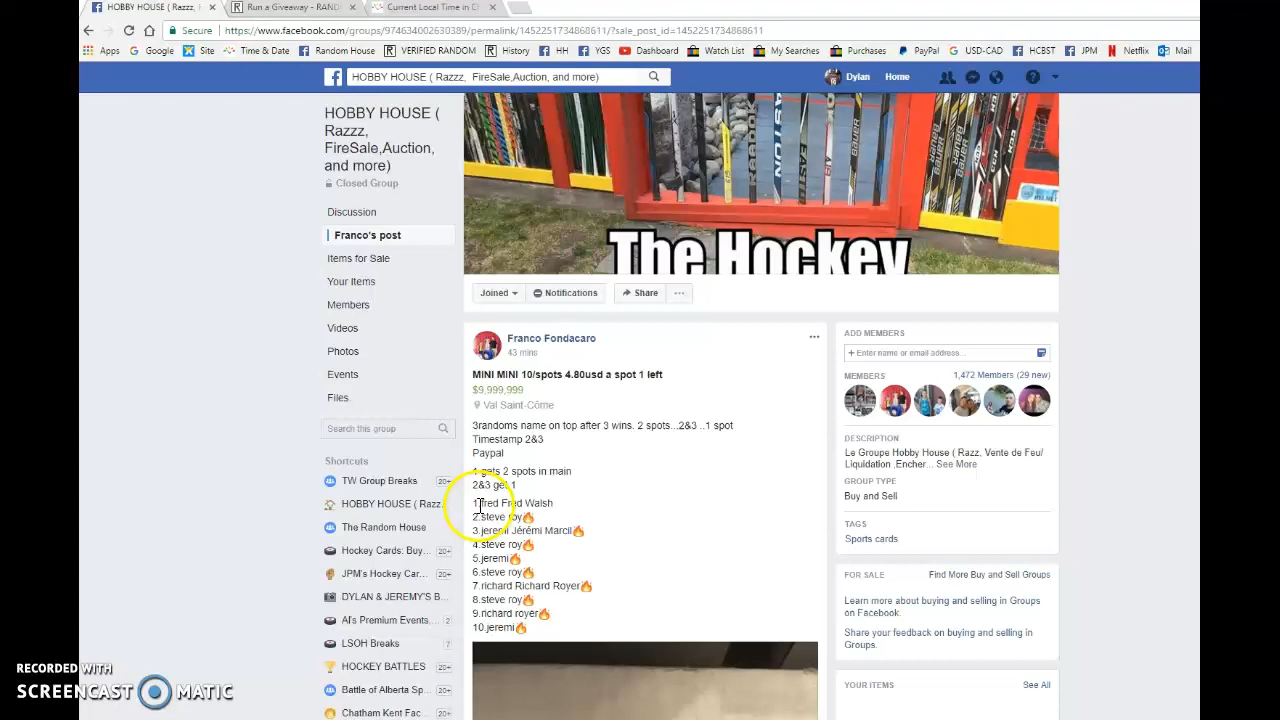 HOBBY HOUSE ( Razzz,
Run a Giveaway - RAND
Current Local Time in C
Secure
https://www.facebook.com/groups/974634002630389/permalink/1452251734868611/?sale_post_id=1452251734868611
Apps Google Site Time & Date Random House VERIFIED RANDOM History HH YGS Dashboard Watch List My Searches Purchases PayPal USD-CAD HCBST JPM Netflix Mail
HOBBY HOUSE ( Razzz, FireSale,Auction, and more)
Dylan Home
HOBBY HOUSE (
Razzz,
FireSale,Auction,
and more)
Closed Group
Discussion
Franco's post
Items for Sale
Your Items
Members
Videos
Photos
Events
Files
Search this group
Shortcuts
TW Group Breaks 20+
HOBBY HOUSE ( Razz
The Random House
Hockey Cards: Buy... 20+
JPM's Hockey Car... 20+
DYLAN & JEREMY'S B...
Al's Premium Events... 2
LSOH Breaks 7
HOCKEY BATTLES 20+
Battle of Alberta Sp... 20+
Chatham Kent Fac... 20+
The Hockey
Joined Notifications Share ...
Franco Fondacaro
43 mins
MINI MINI 10/spots 4.80usd a spot 1 left
$9,999,999
Val Saint-Côme
3randoms name on top after 3 wins. 2 spots...2&3 ..1 spot
Timestamp 2&3
Paypal
1 gets 2 spots in main
2&3 get 1
1.fred Fred Walsh
2.steve roy🔥
3.jeremi Jérémi Marcil🔥
4.steve roy🔥
5.jeremi🔥
6.steve roy🔥
7.richard Richard Royer🔥
8.steve roy🔥
9.richard royer🔥
10.jeremi🔥
ADD MEMBERS
+ Enter name or email address...
MEMBERS 1,472 Members (29 new)
DESCRIPTION
Le Groupe Hobby House ( Razz, Vente de Feu/
Liquidation ,Encher... See More
GROUP TYPE
Buy and Sell
TAGS
Sports cards
FOR SALE Find More Buy and Sell Groups
Learn more about buying and selling in Groups
on Facebook.
Share your feedback on buying and selling in
Groups.
YOUR ITEMS See All
RECORDED WITH
SCREENCAST MATIC